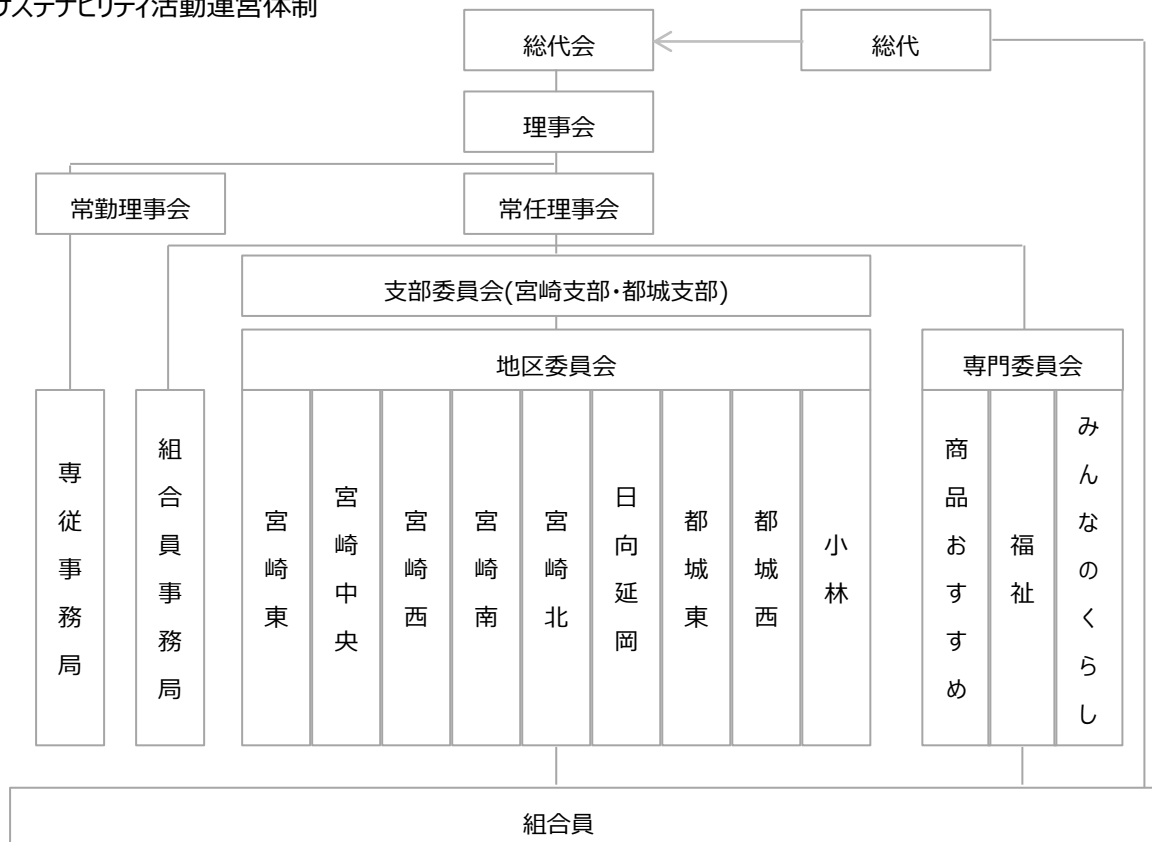 サステナビリティ活動運営体制
総代会
総代
理事会
常勤理事会
常任理事会
支部委員会(宮崎支部・都城支部)
地区委員会
専門委員会
専従事務局
組合員事務局
宮崎東
宮崎中央
宮崎西
宮崎南
宮崎北
日向延岡
都城東
都城西
小林
商品おすすめ
福祉
みんなのくらし
組合員